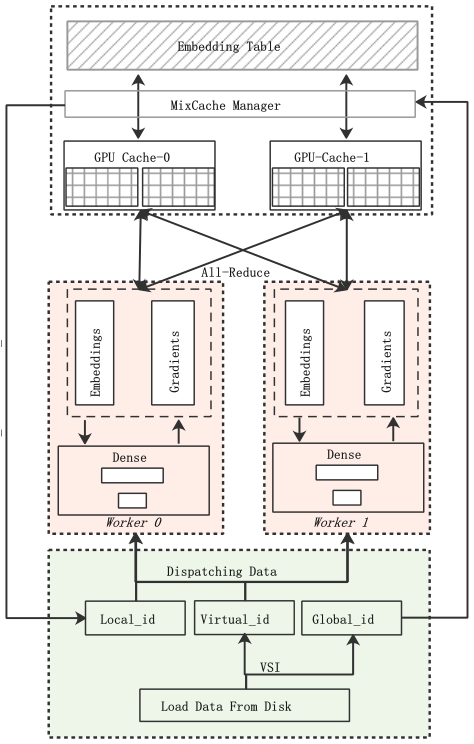 Embedding Table
MixCache Manager
GPU Cache-0
GPU-Cache-1
All-Reduce
Embeddings
Gradients
Embeddings
Gradients
Dense
Dense
Worker 0
Worker 1
Dispatching Data
Local_id
Virtual_id
Global_id
VSI
Load Data From Disk